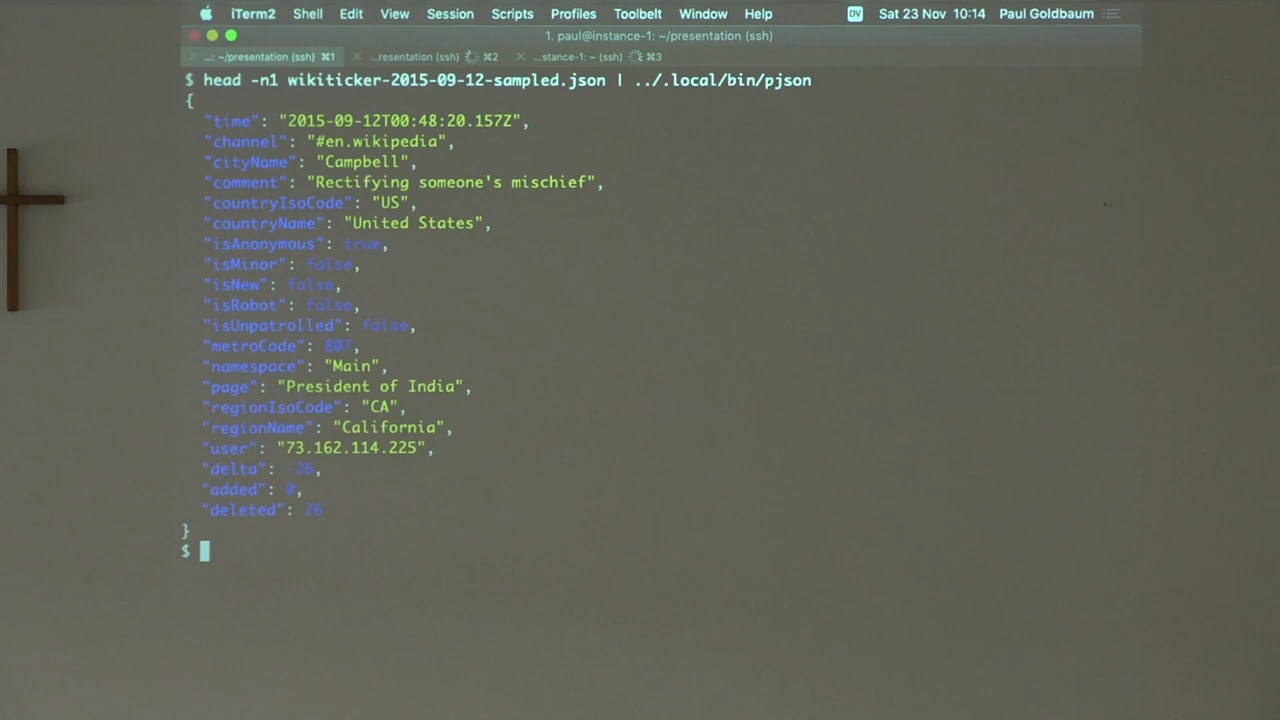 iTerm2 Shell Edit View Session Scripts Profiles Toolbelt Window Help DV Sat 23 Nov 10:14 Paul Goldbaum
1. paul@instance-1: ~/presentation (ssh)
..: ~/presentation (ssh) ⌘1 ...resentation (ssh) ⌘2 ...stance-1: ~ (ssh) ⌘3
$ head -n1 wikiticker-2015-09-12-sampled.json | ../.local/bin/pjson
{
"time": "2015-09-12T00:48:20.157Z",
"channel": "#en.wikipedia",
"cityName": "Campbell",
"comment": "Rectifying someone's mischief",
"countryIsoCode": "US",
"countryName": "United States",
"isAnonymous": true,
"isMinor": false,
"isNew": false,
"isRobot": false,
"isUnpatrolled": false,
"metroCode": 807,
"namespace": "Main",
"page": "President of India",
"regionIsoCode": "CA",
"regionName": "California",
"user": "73.162.114.225",
"delta": -26,
"added": 0,
"deleted": 26
}
$